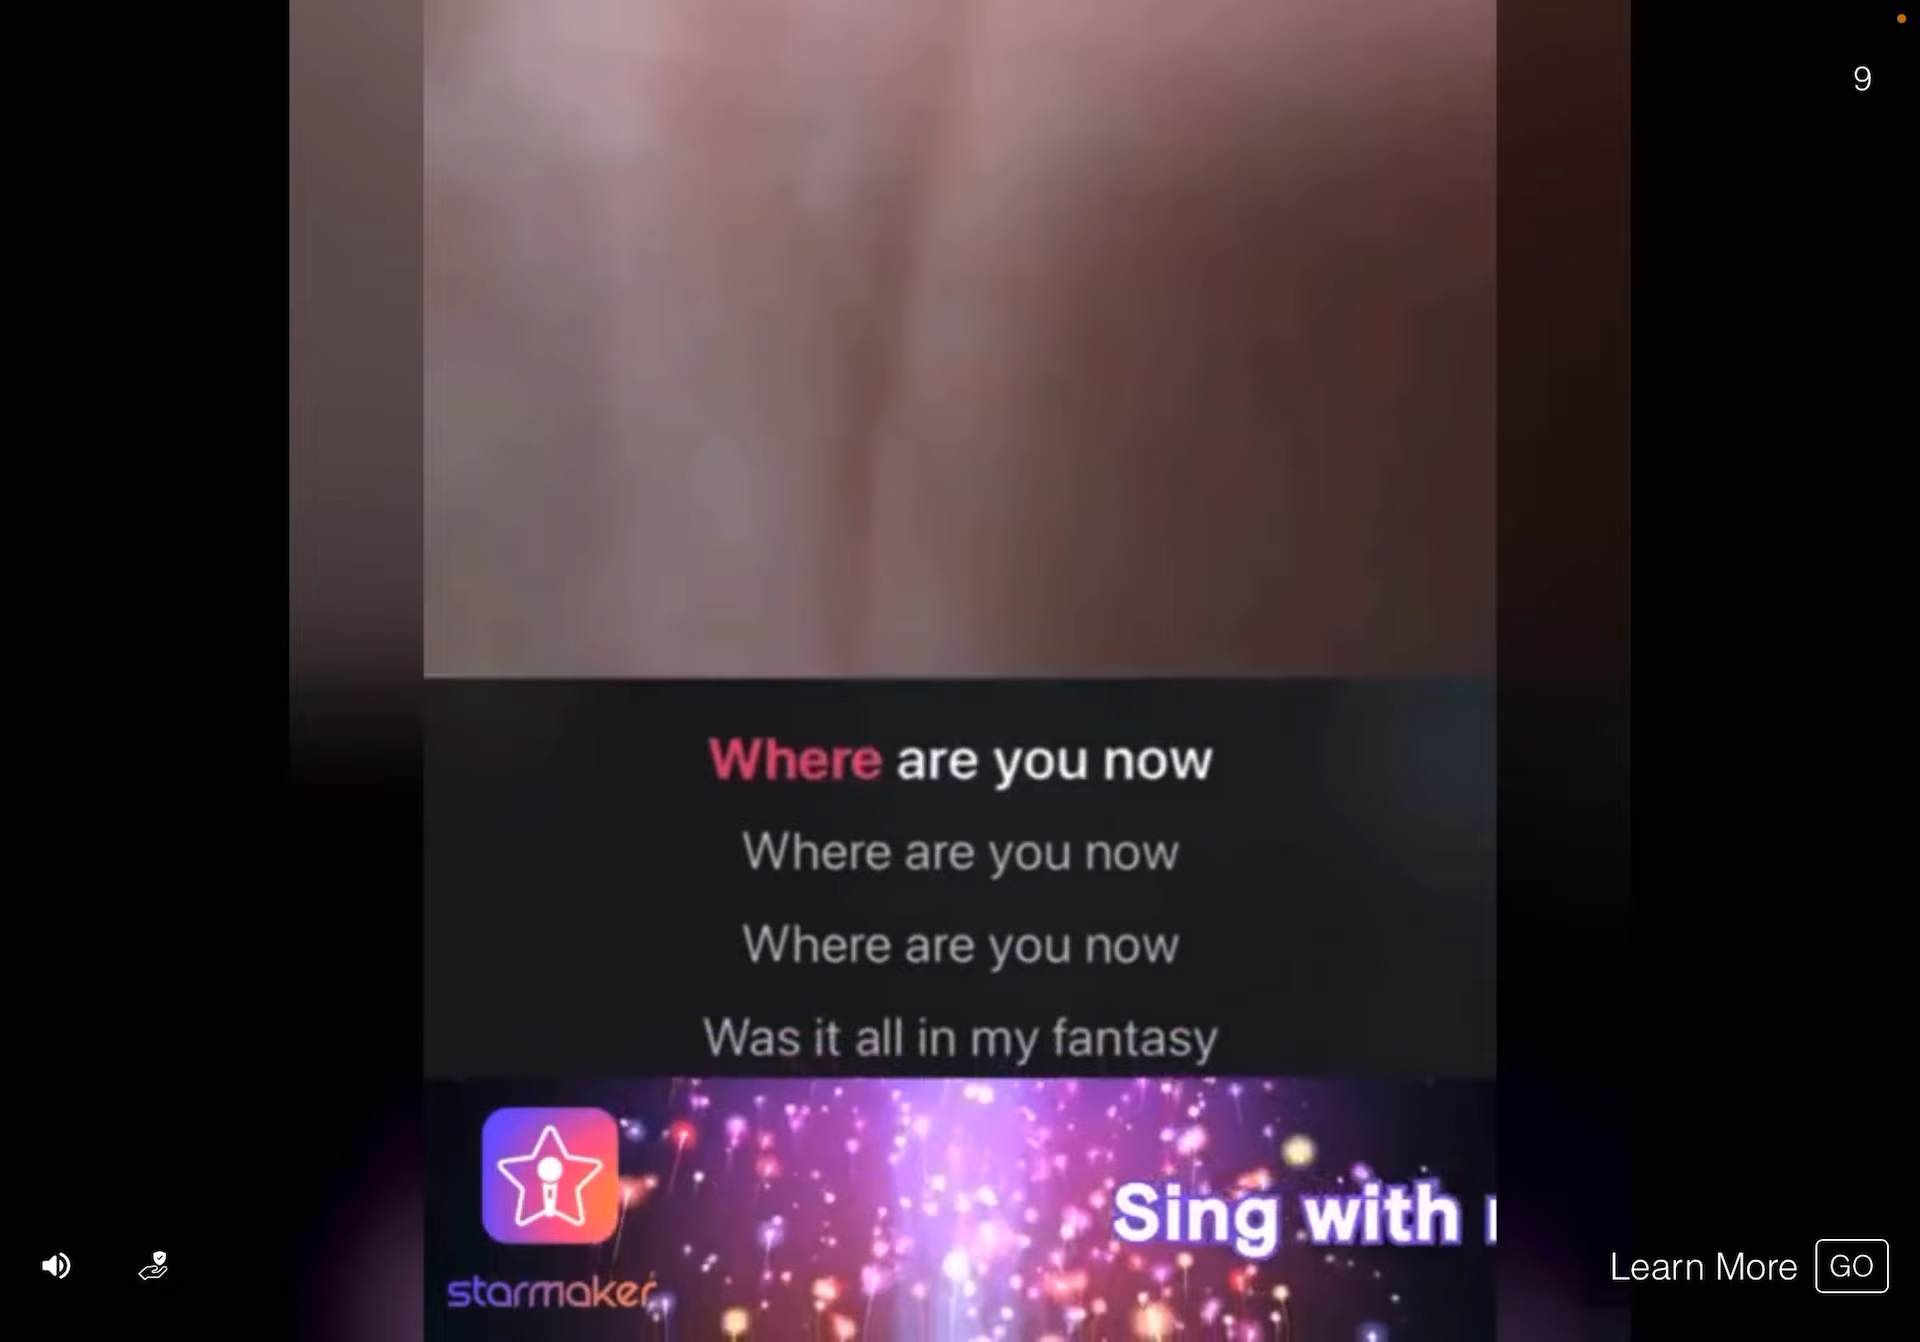 9
Where are you now
Where are you now
Where are you now
Was it all in my fantasy
Sing with
starmaker
Learn More GO